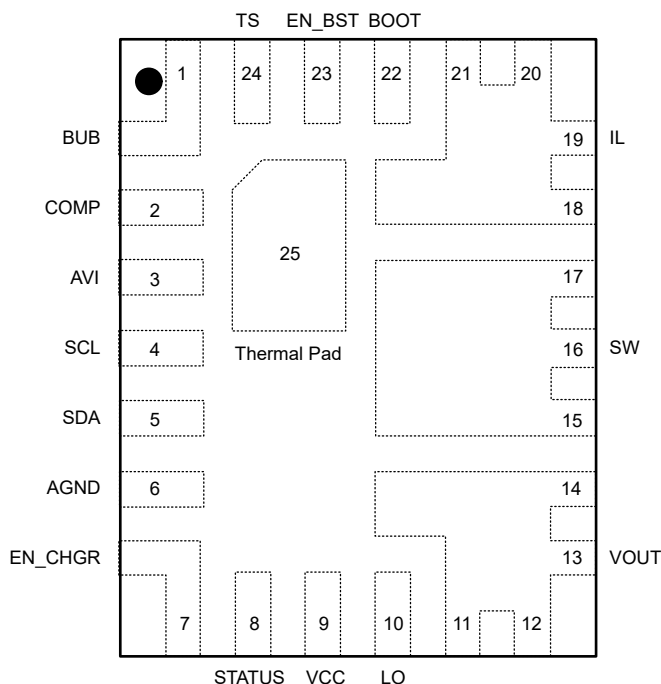 TS EN_BST BOOT
1 24 23 22 21 20
BUB 19 IL
COMP 2 18
25
AVI 3 17
SCL 4 16 SW
Thermal Pad
SDA 5 15
AGND 6 14
EN_CHGR 13 VOUT
7 8 9 10 11 12
STATUS VCC LO